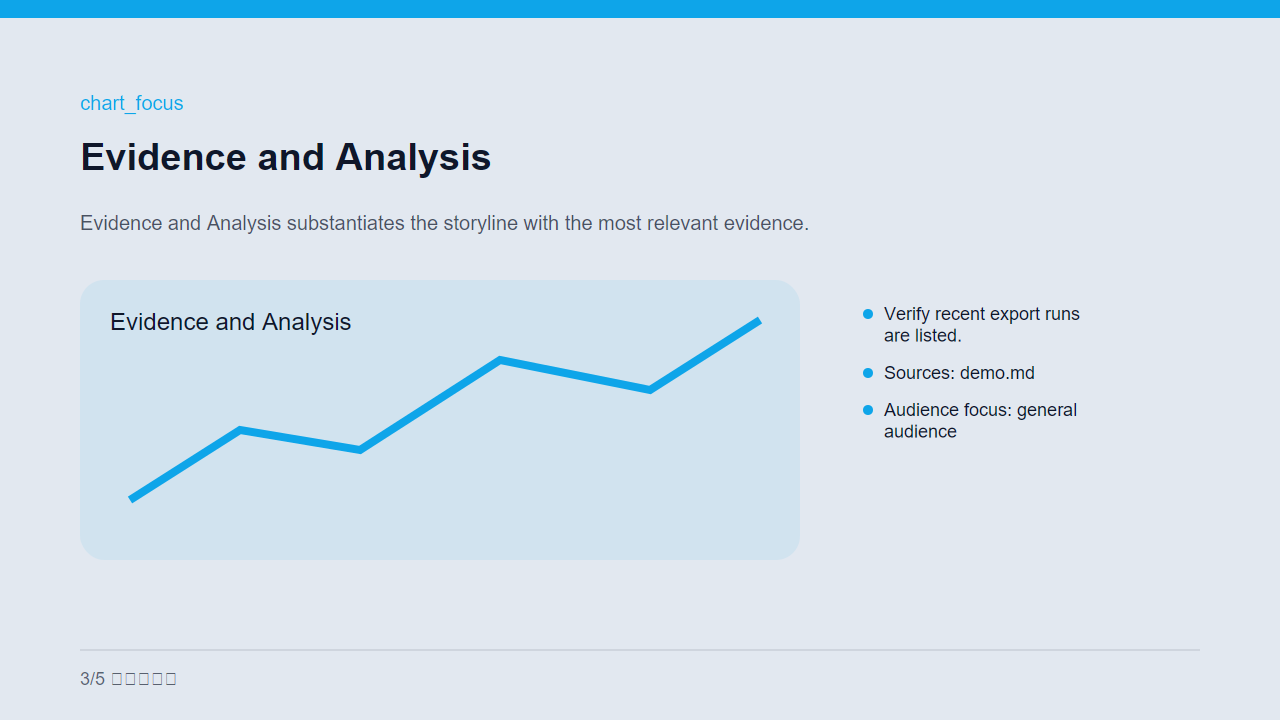 chart_focus
Evidence and Analysis
Evidence and Analysis substantiates the storyline with the most relevant evidence.
Evidence and Analysis
Verify recent export runs
are listed.
Sources: demo.md
Audience focus: general
audience
3/5